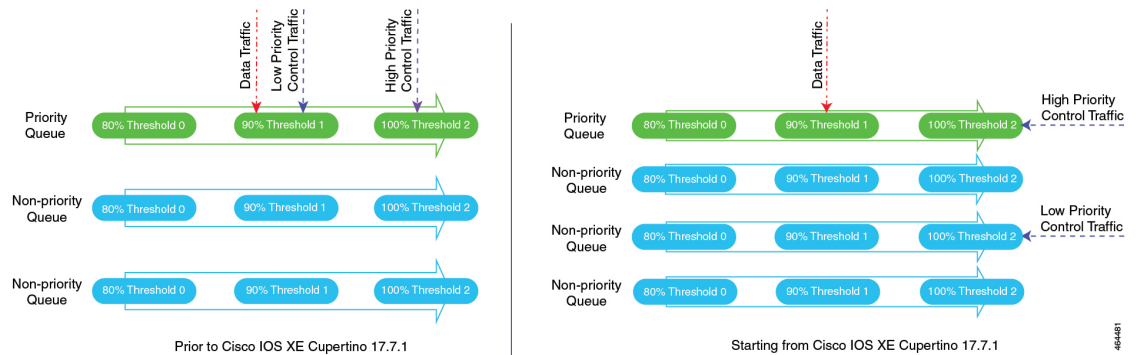 Data Traffic
Low Priority
Control Traffic
High Priority
Control Traffic
Priority
Queue
80% Threshold 0
90% Threshold 1
100% Threshold 2
Non-priority
Queue
80% Threshold 0
90% Threshold 1
100% Threshold 2
Non-priority
Queue
80% Threshold 0
90% Threshold 1
100% Threshold 2
Prior to Cisco IOS XE Cupertino 17.7.1
Data Traffic
Priority
Queue
80% Threshold 0
90% Threshold 1
100% Threshold 2
High Priority
Control Traffic
Non-priority
Queue
80% Threshold 0
90% Threshold 1
100% Threshold 2
Non-priority
Queue
80% Threshold 0
90% Threshold 1
100% Threshold 2
Low Priority
Control Traffic
Non-priority
Queue
80% Threshold 0
90% Threshold 1
100% Threshold 2
Starting from Cisco IOS XE Cupertino 17.7.1
464481